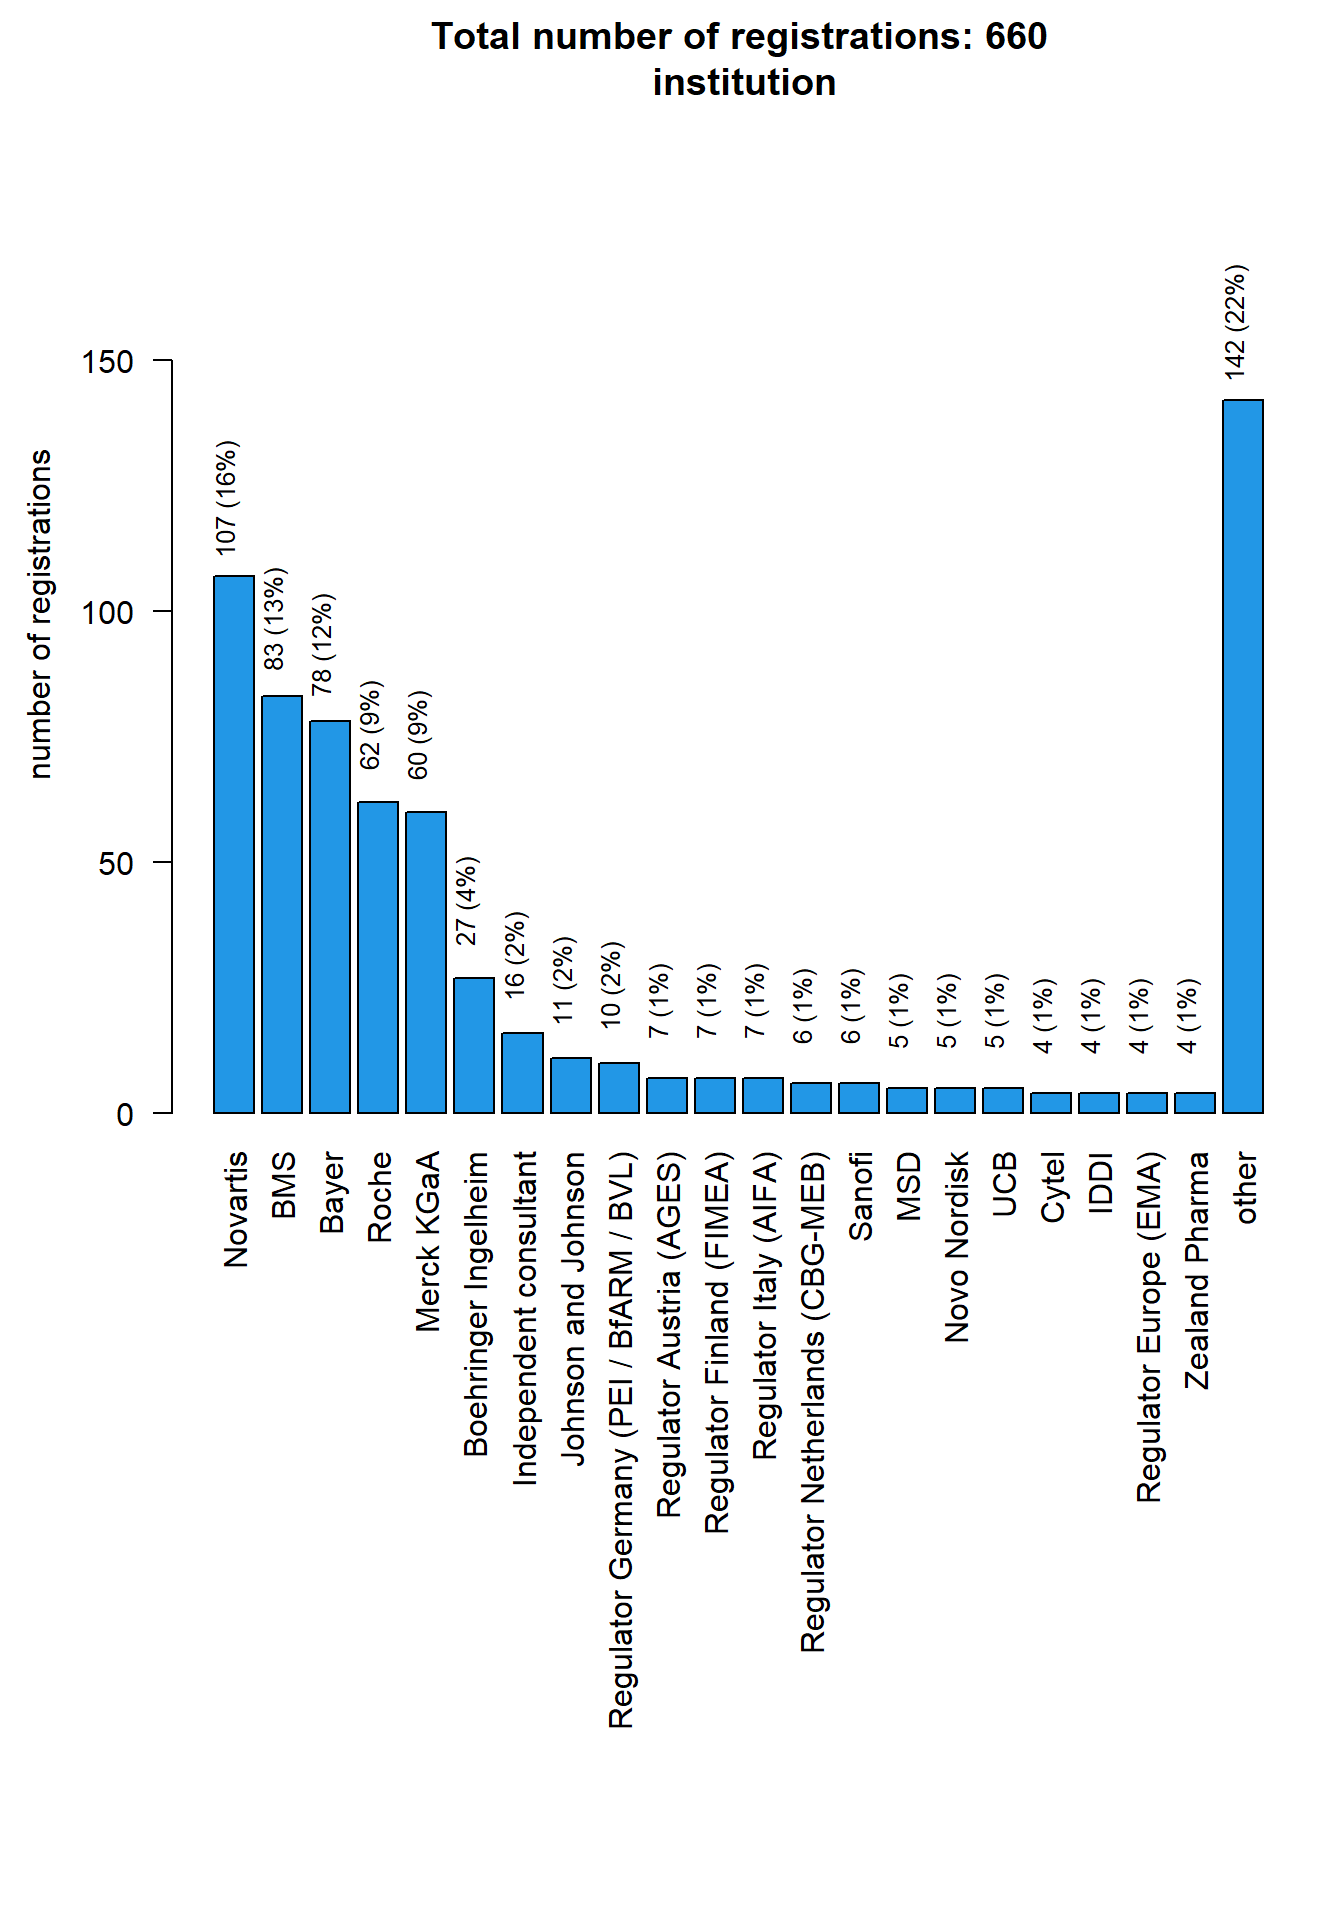 Total number of registrations: 660
institution
number of registrations
150
100
50
0
107 (16%)
83 (13%)
78 (12%)
62 (9%)
60 (9%)
27 (4%)
16 (2%)
11 (2%)
10 (2%)
7 (1%)
7 (1%)
7 (1%)
6 (1%)
6 (1%)
5 (1%)
5 (1%)
5 (1%)
4 (1%)
4 (1%)
4 (1%)
4 (1%)
142 (22%)
Novartis
BMS
Bayer
Roche
Merck KGaA
Boehringer Ingelheim
Independent consultant
Johnson and Johnson
Regulator Germany (PEI / BfARM / BVL)
Regulator Austria (AGES)
Regulator Finland (FIMEA)
Regulator Italy (AIFA)
Regulator Netherlands (CBG-MEB)
Sanofi
MSD
Novo Nordisk
UCB
Cytel
IDDI
Regulator Europe (EMA)
Zealand Pharma
other